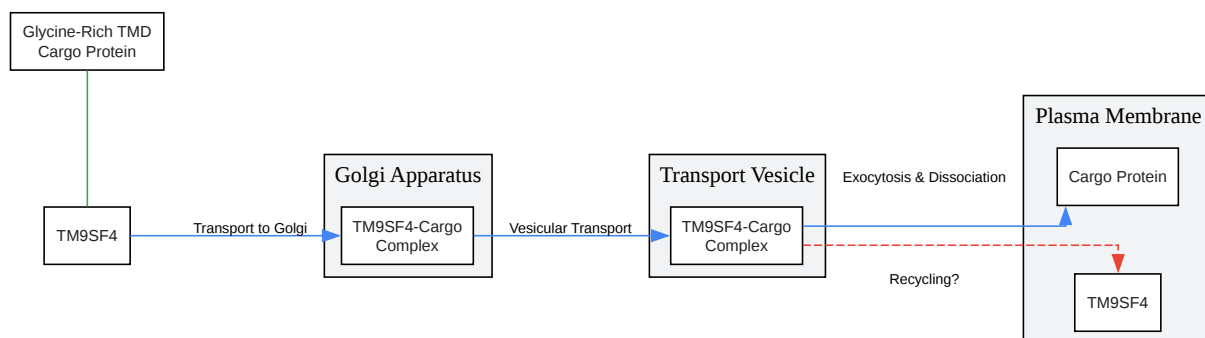 Glycine-Rich TMD
Cargo Protein
TM9SF4
Transport to Golgi
Golgi Apparatus
TM9SF4-Cargo
Complex
Vesicular Transport
Transport Vesicle
TM9SF4-Cargo
Complex
Exocytosis & Dissociation
Recycling?
Plasma Membrane
Cargo Protein
TM9SF4